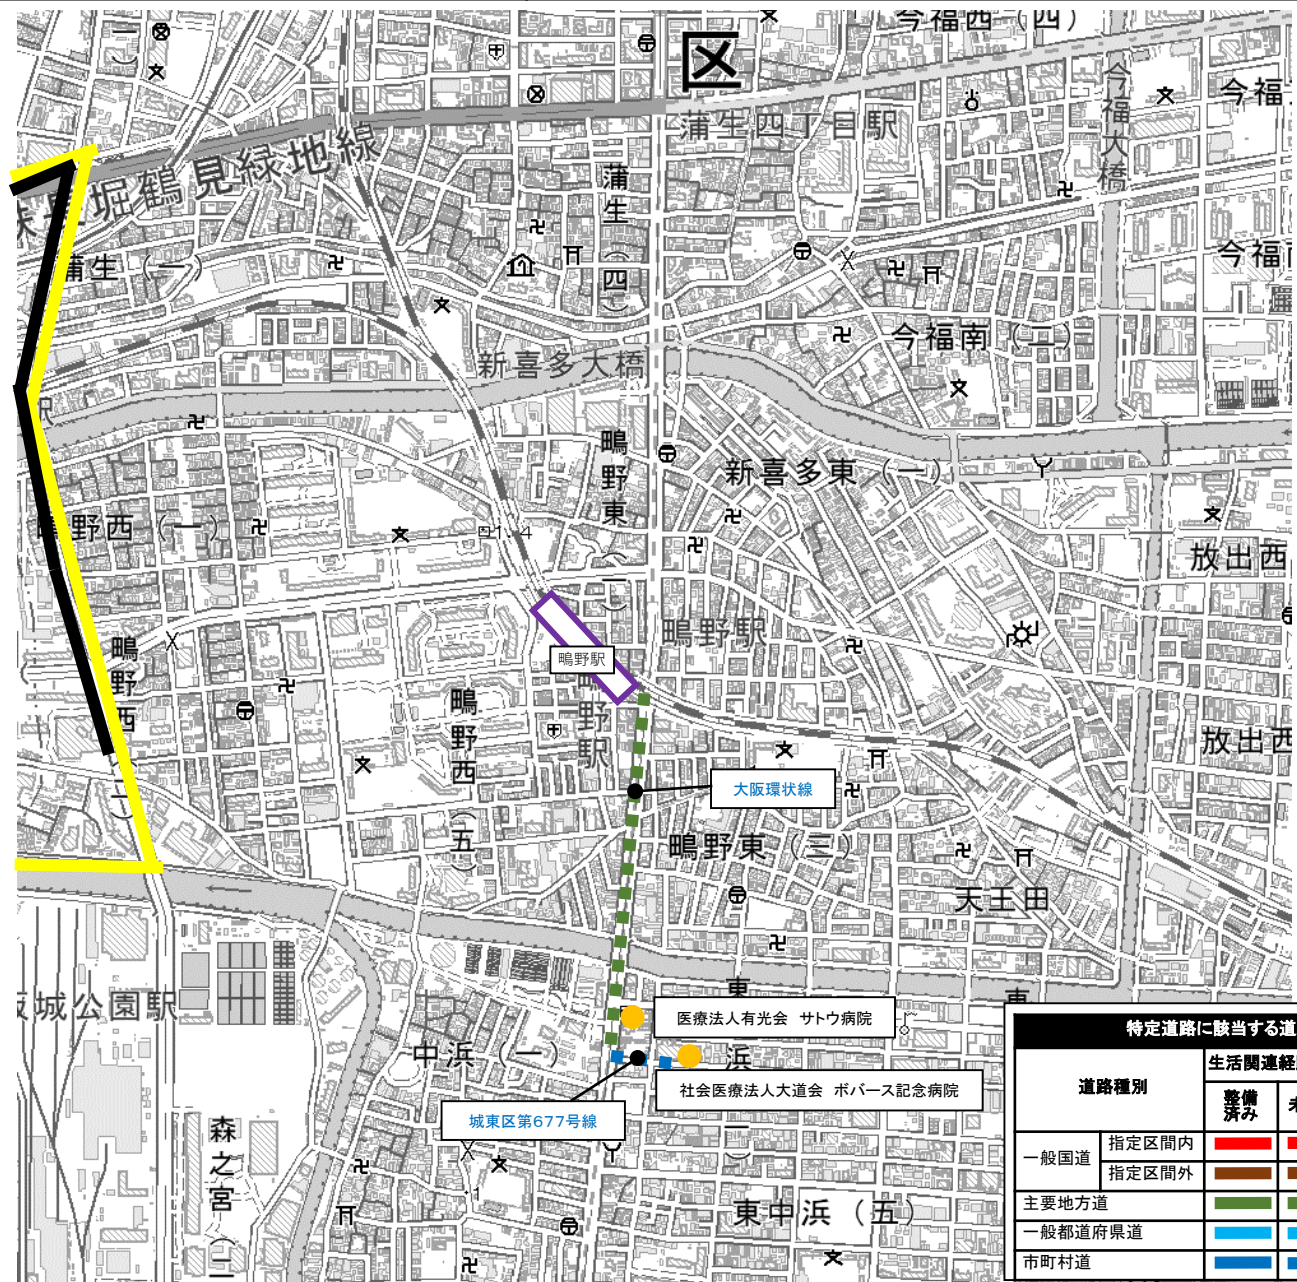 今福西(四)
区
蒲生四丁目駅
今福大橋
今福
堀鶴見緑地線
蒲生(四)
蒲生(一)
今福南(二)
新喜多大橋
駅
鴫野東(二)
新喜多東(一)
鴫野西(一)
放出西
鴫野駅
鴫野駅
鴫野駅
鴫野西(二)
鴫野西(五)
放出西
大阪環状線
鴫野東(三)
天王田
城公園駅
医療法人有光会 サトウ病院
中浜(一)
社会医療法人大道会 ボバース記念病院
城東区第677号線
森之宮(二)
東中浜(五)
特定道路に該当する道
道路種別
生活関連経
整備済み
未
一般国道
指定区間内
指定区間外
主要地方道
一般都道府県道
市町村道